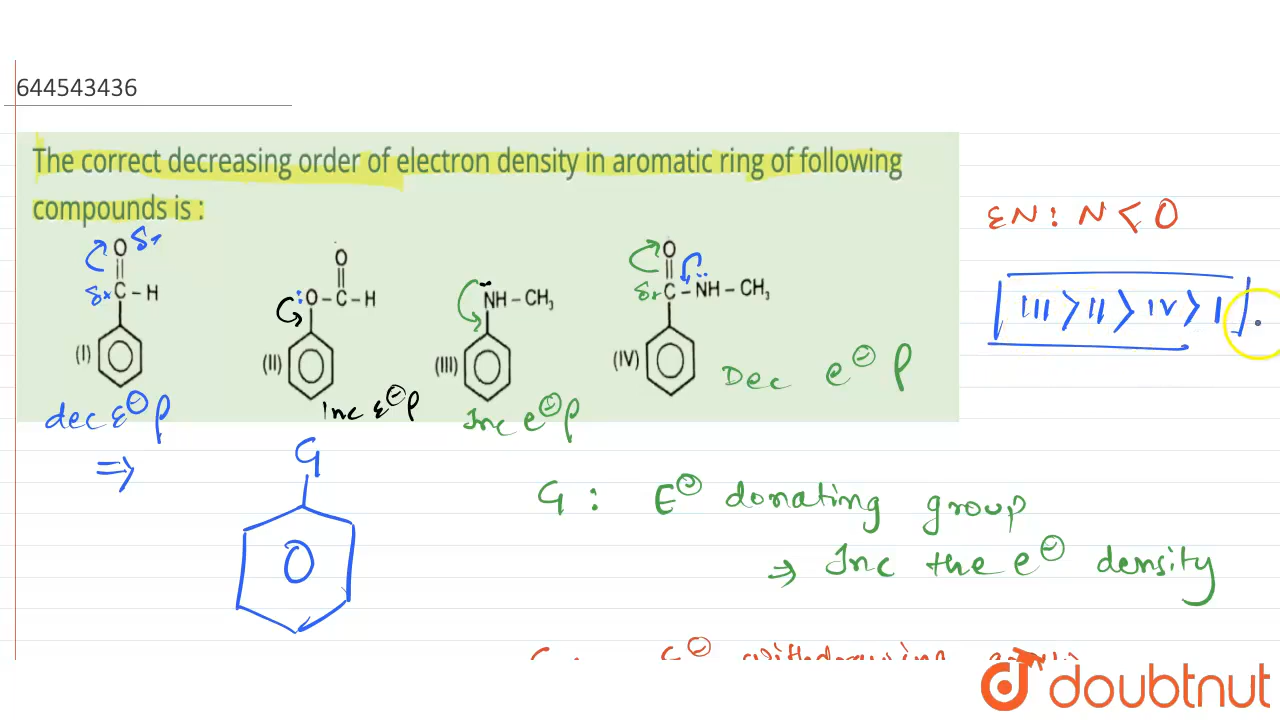 644543436
The correct decreasing order of electron density in aromatic ring of following
compounds is :
εN : N < O
O δ-
O
O
δ+ C – H
:O – C – H
NH – CH3
δ+ C – NH – CH3
III > II > IV > I
(I)
(II)
(III)
(IV)
dec ε⊖ ρ
Inc ε⊖ ρ
Inc e⊖ ρ
Dec e⊖ ρ
⇒
G
G : E⊖ donating group
⇒ Inc the e⊖ density
doubtnut